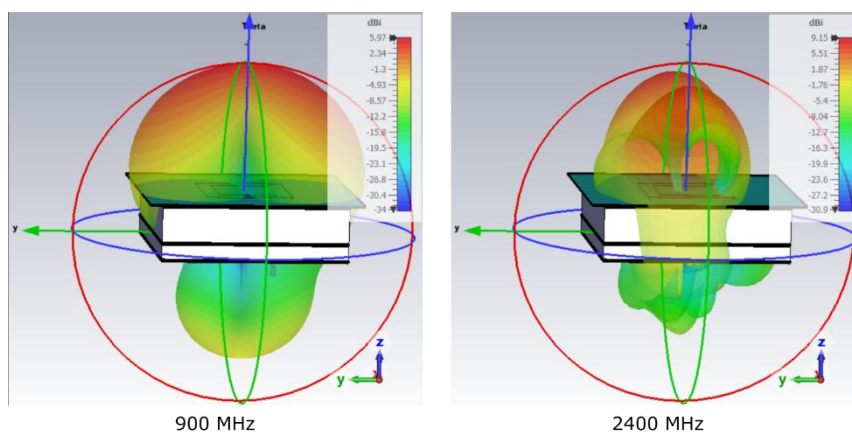 dBi
5.97
2.34
-1.3
-4.93
-8.57
-12.2
-15.8
-19.5
-23.1
-26.8
-30.4
-34
y
z
y
900 MHz
dBi
9.15
5.51
1.87
-1.76
-5.4
-9.04
-12.7
-16.3
-19.9
-23.6
-27.2
-30.9
y
z
y
2400 MHz